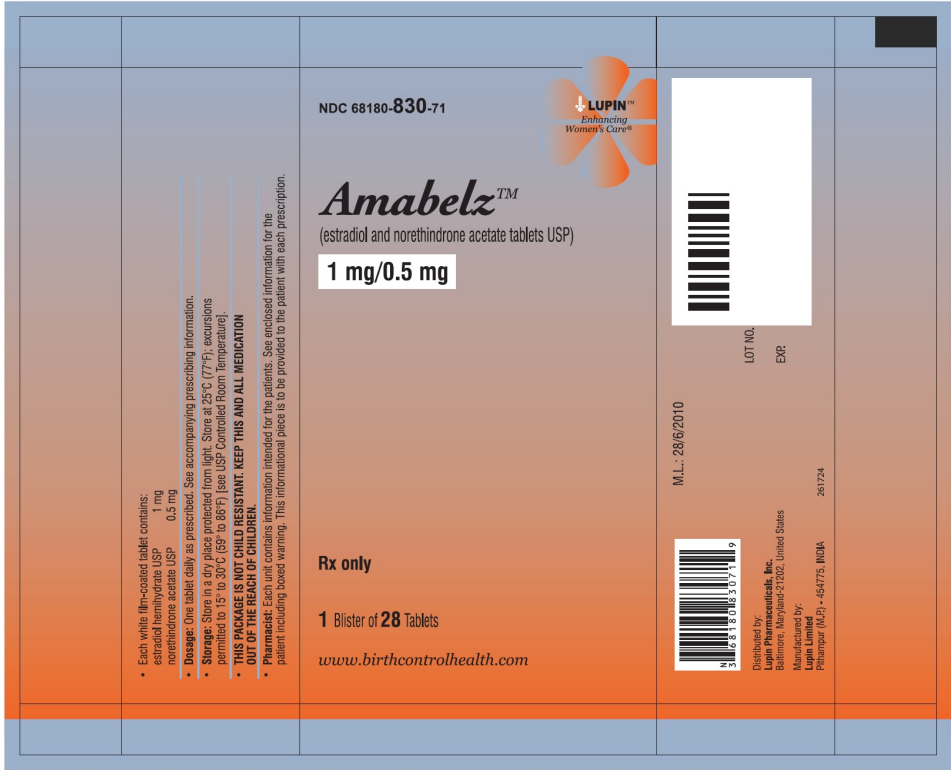 • Each white film-coated tablet contains:
estradiol hemihydrate USP 1 mg
norethindrone acetate USP 0.5 mg
• Dosage: One tablet daily as prescribed. See accompanying prescribing information.
• Storage: Store in a dry place protected from light. Store at 25°C (77°F); excursions
permitted to 15° to 30°C (59° to 86°F) [see USP Controlled Room Temperature].
• THIS PACKAGE IS NOT CHILD RESISTANT. KEEP THIS AND ALL MEDICATION
OUT OF THE REACH OF CHILDREN.
• Pharmacist: Each unit contains information intended for the patients. See enclosed information for the
patient including boxed warning. This informational piece is to be provided to the patient with each prescription.
NDC 68180-830-71
LUPIN™
Enhancing
Women's Care®
Amabelz™
(estradiol and norethindrone acetate tablets USP)
1 mg/0.5 mg
Rx only
1 Blister of 28 Tablets
www.birthcontrolhealth.com
LOT NO.
EXP.
M.L.: 28/6/2010
N
3 68180 83071 9
Distributed by:
Lupin Pharmaceuticals, Inc.
Baltimore, Maryland-21202, United States
Manufactured by:
Lupin Limited
Pithampur (M.P.) - 454775, INDIA
261724